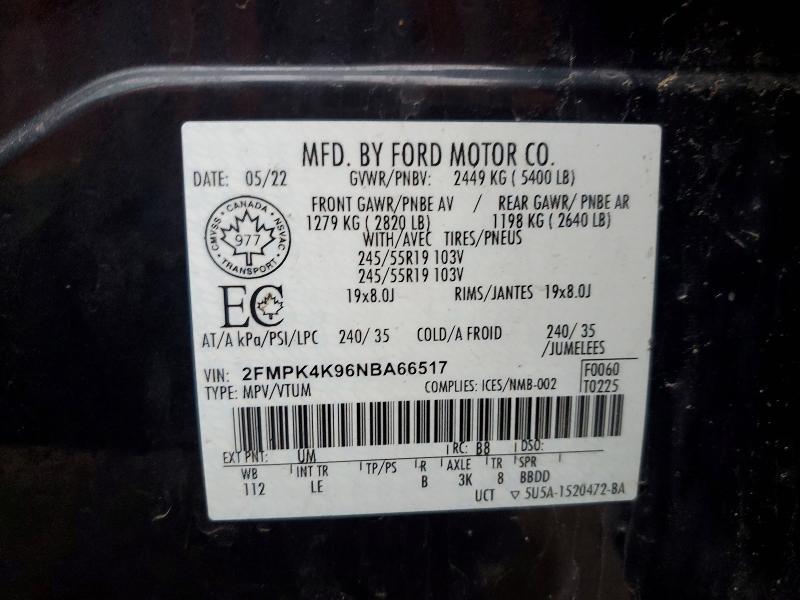 MFD. BY FORD MOTOR CO.
DATE: 05/22 GVWR/PNBV: 2449 KG ( 5400 LB)
FRONT GAWR/PNBE AV / REAR GAWR/ PNBE AR
1279 KG ( 2820 LB) 1198 KG ( 2640 LB)
WITH/AVEC TIRES/PNEUS
245/55R19 103V
245/55R19 103V
19x8.0J RIMS/JANTES 19x8.0J
CANADA
CMVSS 977 NSVAC
TRANSPORT
EC
AT/A kPa/PSI/LPC 240/ 35 COLD/A FROID 240/ 35
/JUMELEES
VIN: 2FMPK4K96NBA66517 F0060
TYPE: MPV/VTUM COMPLIES: ICES/NMB-002 T0225
EXT PNT: UM RC: B8 DSO:
WB INT TR TP/PS R AXLE TR SPR
112 LE B 3K 8 BBDD
UCT ▽ 5U5A-1520472-BA